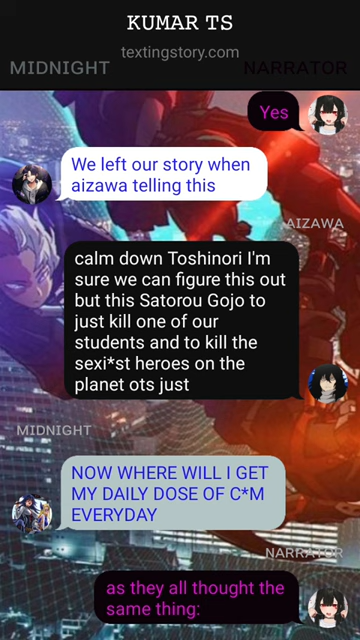 KUMAR TS
textingstory.com
MIDNIGHT
NARRATOR
Yes
We left our story when
aizawa telling this
AIZAWA
calm down Toshinori I'm
sure we can figure this out
but this Satorou Gojo to
just kill one of our
students and to kill the
sexi*st heroes on the
planet ots just
MIDNIGHT
NOW WHERE WILL I GET
MY DAILY DOSE OF C*M
EVERYDAY
NARRATOR
as they all thought the
same thing: